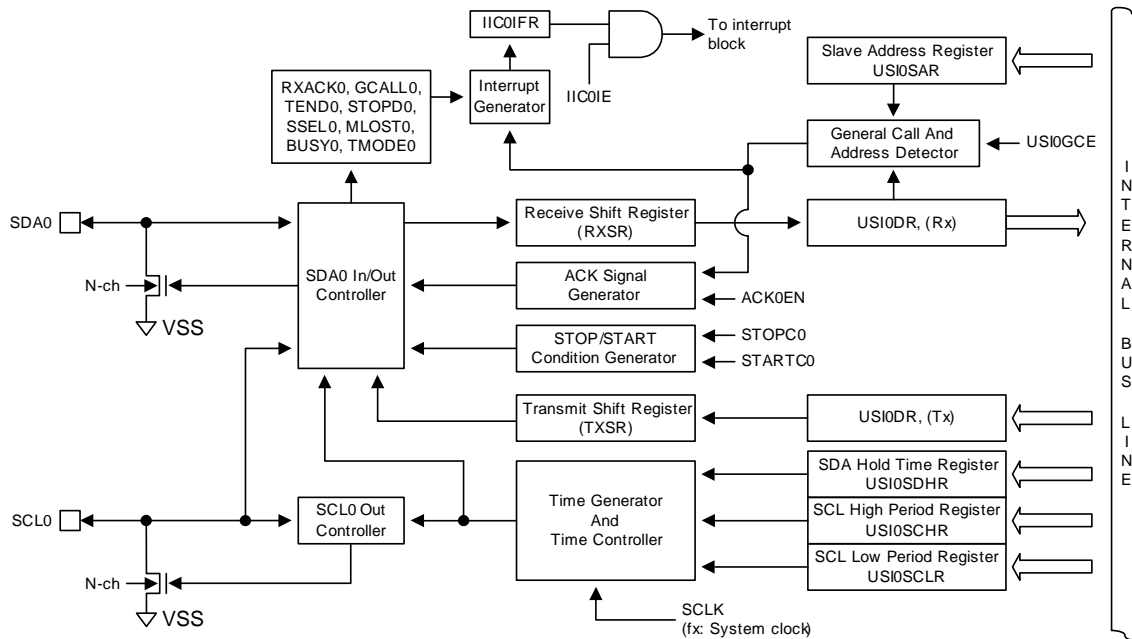 IIC0IFR
To interrupt
block
IIC0IE
Slave Address Register
USI0SAR
RXACK0, GCALL0,
TEND0, STOPD0,
SSEL0, MLOST0,
BUSY0, TMODE0
Interrupt
Generator
General Call And
Address Detector
USI0GCE
SDA0
N-ch
VSS
SDA0 In/Out
Controller
Receive Shift Register
(RXSR)
USI0DR, (Rx)
ACK Signal
Generator
ACK0EN
STOP/START
Condition Generator
STOPC0
STARTC0
Transmit Shift Register
(TXSR)
USI0DR, (Tx)
SCL0
N-ch
VSS
SCL0 Out
Controller
Time Generator
And
Time Controller
SDA Hold Time Register
USI0SDHR
SCL High Period Register
USI0SCHR
SCL Low Period Register
USI0SCLR
SCLK
(fx: System clock)
INTERNAL BUS LINE